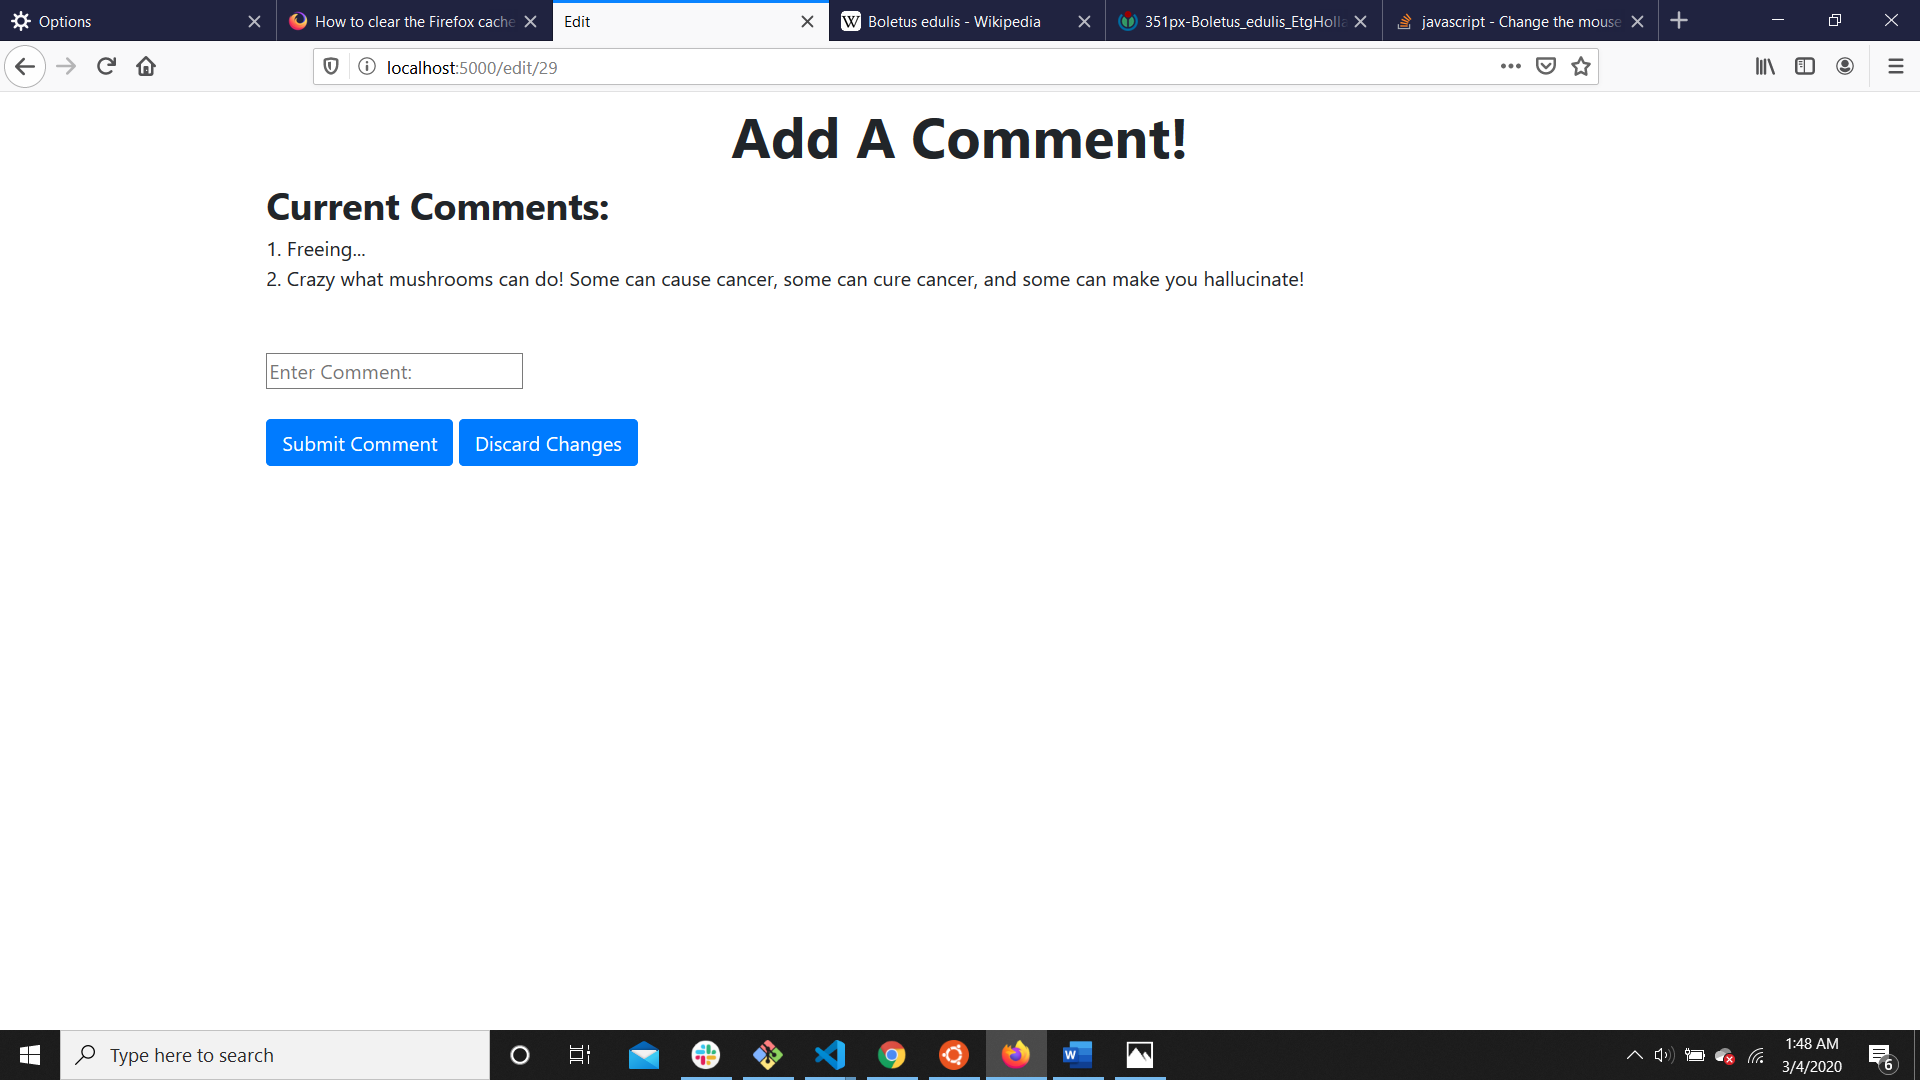 Options
How to clear the Firefox cache
Edit
Boletus edulis - Wikipedia
351px-Boletus_edulis_EtgHolla
javascript - Change the mouse
localhost:5000/edit/29
Add A Comment!
Current Comments:
1. Freeing...
2. Crazy what mushrooms can do! Some can cause cancer, some can cure cancer, and some can make you hallucinate!
Enter Comment:
Submit Comment
Discard Changes
Type here to search
1:48 AM
3/4/2020
6